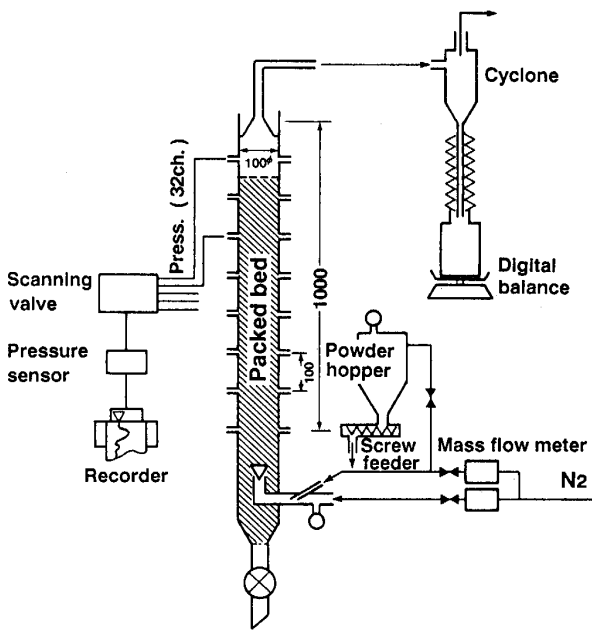 Cyclone
100ᶲ
Press. (32ch.)
Scanning
valve
Packed bed
1000
Digital
balance
Pressure
sensor
100
Powder
hopper
Recorder
Screw
feeder
Mass flow meter
N2